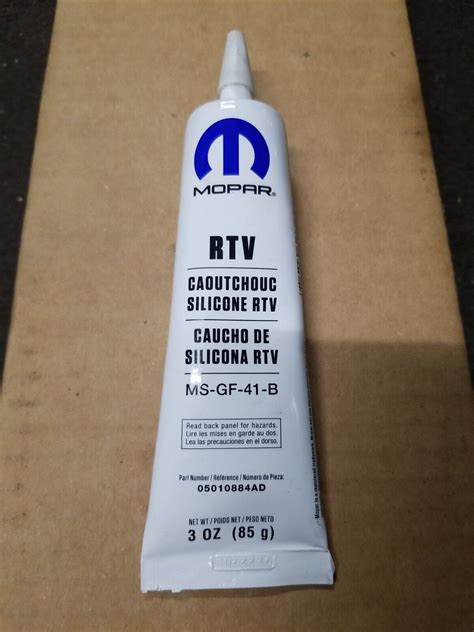 MOPAR®
RTV
CAOUTCHOUC
SILICONE RTV
CAUCHO DE
SILICONA RTV
MS-GF-41-B
Read back panel for hazards.
Lire les mises en garde au dos.
Lea las precauciones en el dorso.
Part Number / Référence / Número de Pieza:
05010884AD
NET WT / POIDS NET / PESO NETO
3 OZ (85 g)